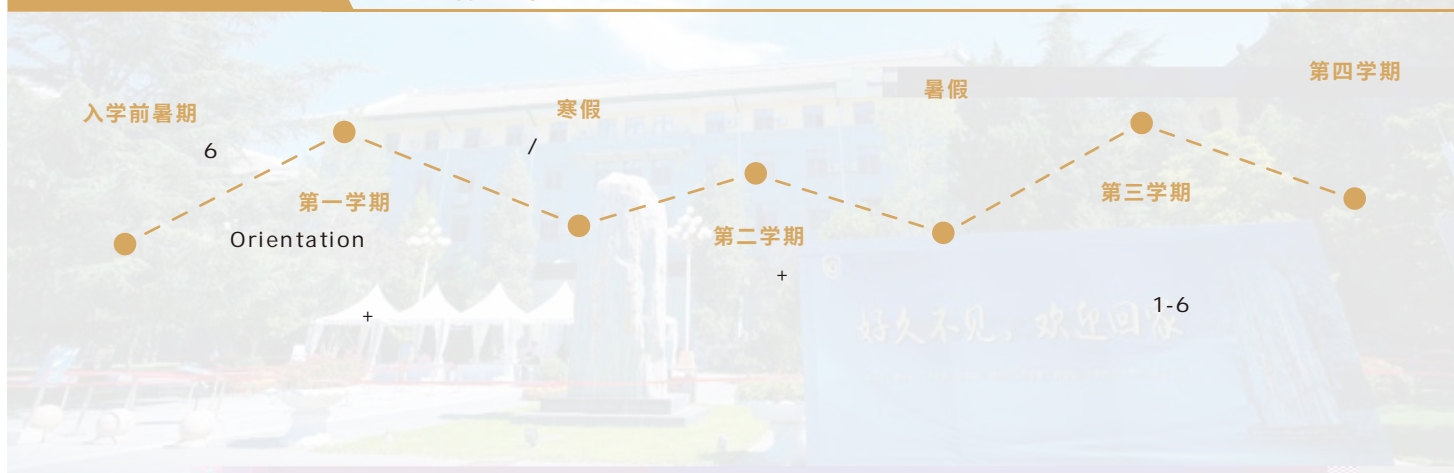 入学前暑期
6
第一学期
Orientation
+
寒假
/
第二学期
+
暑假
第三学期
1-6
第四学期
好久不见，欢迎回家